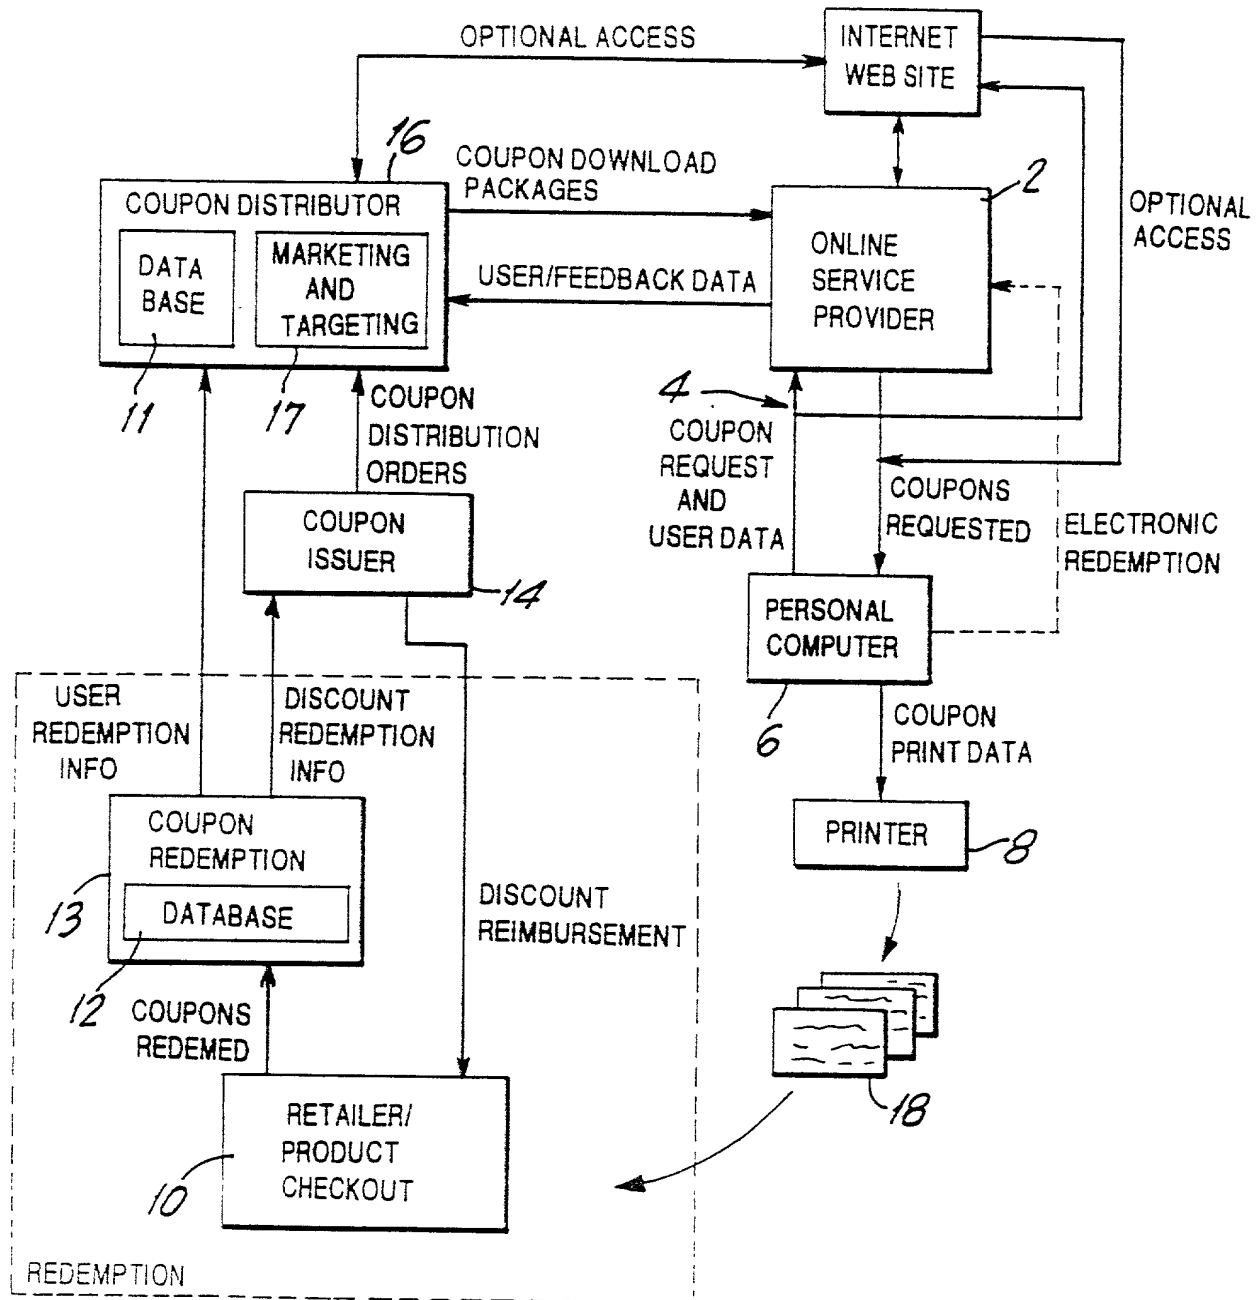 OPTIONAL ACCESS
INTERNET
WEB SITE
16
COUPON DOWNLOAD
PACKAGES
2
OPTIONAL
ACCESS
COUPON DISTRIBUTOR
DATA
BASE
MARKETING
AND
TARGETING
USER/FEEDBACK DATA
ONLINE
SERVICE
PROVIDER
11
17
COUPON
DISTRIBUTION
ORDERS
4
COUPON
REQUEST
AND
USER DATA
COUPONS
REQUESTED
ELECTRONIC
REDEMPTION
COUPON
ISSUER
14
PERSONAL
COMPUTER
6
USER
REDEMPTION
INFO
DISCOUNT
REDEMPTION
INFO
COUPON
PRINT DATA
COUPON
REDEMPTION
DATABASE
13
12
PRINTER
8
DISCOUNT
REIMBURSEMENT
COUPONS
REDEMED
18
RETAILER/
PRODUCT
CHECKOUT
10
REDEMPTION